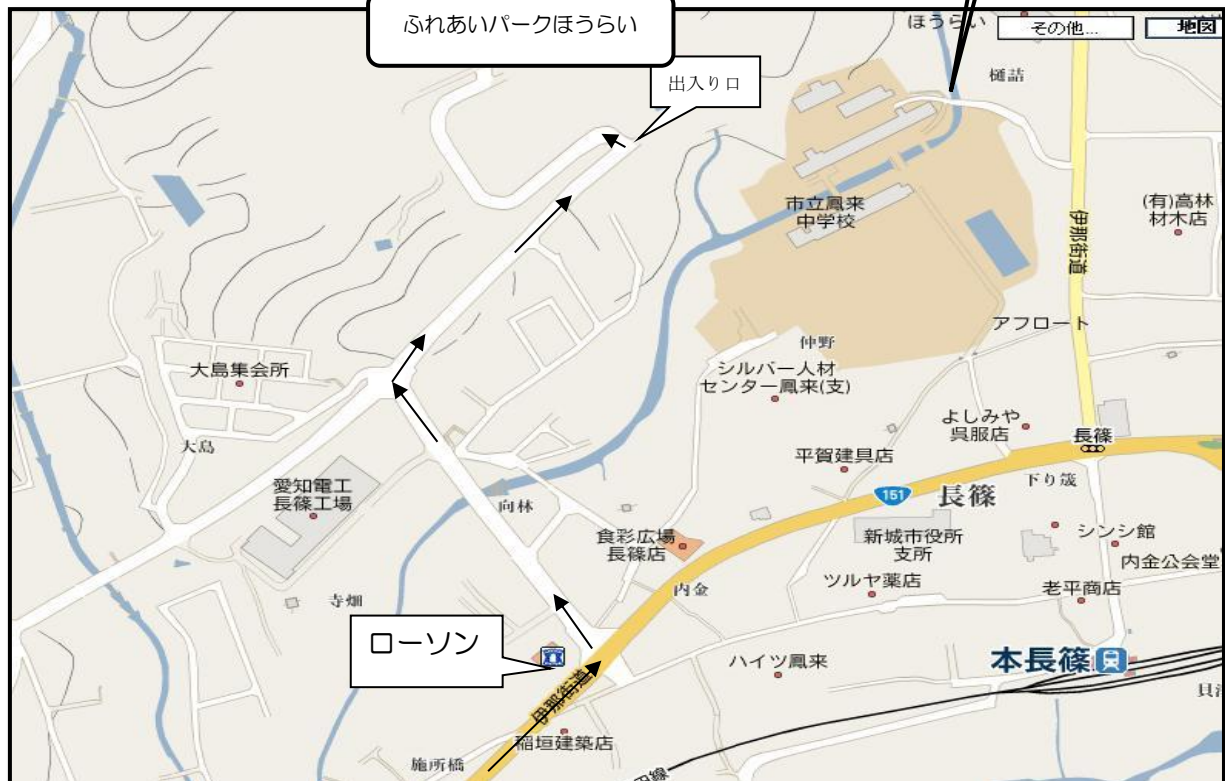 ふれあいパークほうらい
ほうらい
その他...
地図
出入り口
樋詰
市立鳳来
中学校
伊那街道
(有)高林
材木店
アフロート
仲野
大島集会所
シルバー人材
センター鳳来(支)
よしみや
呉服店
長篠
大島
平賀建具店
下り筬
愛知電工
長篠工場
151
長篠
向林
食彩広場
長篠店
新城市役所
支所
シンシ館
内金公会堂
内金
ツルヤ薬店
老平商店
寺畑
ローソン
ハイツ鳳来
本長篠
伊那街道
稲垣建築店
施所橋
田線